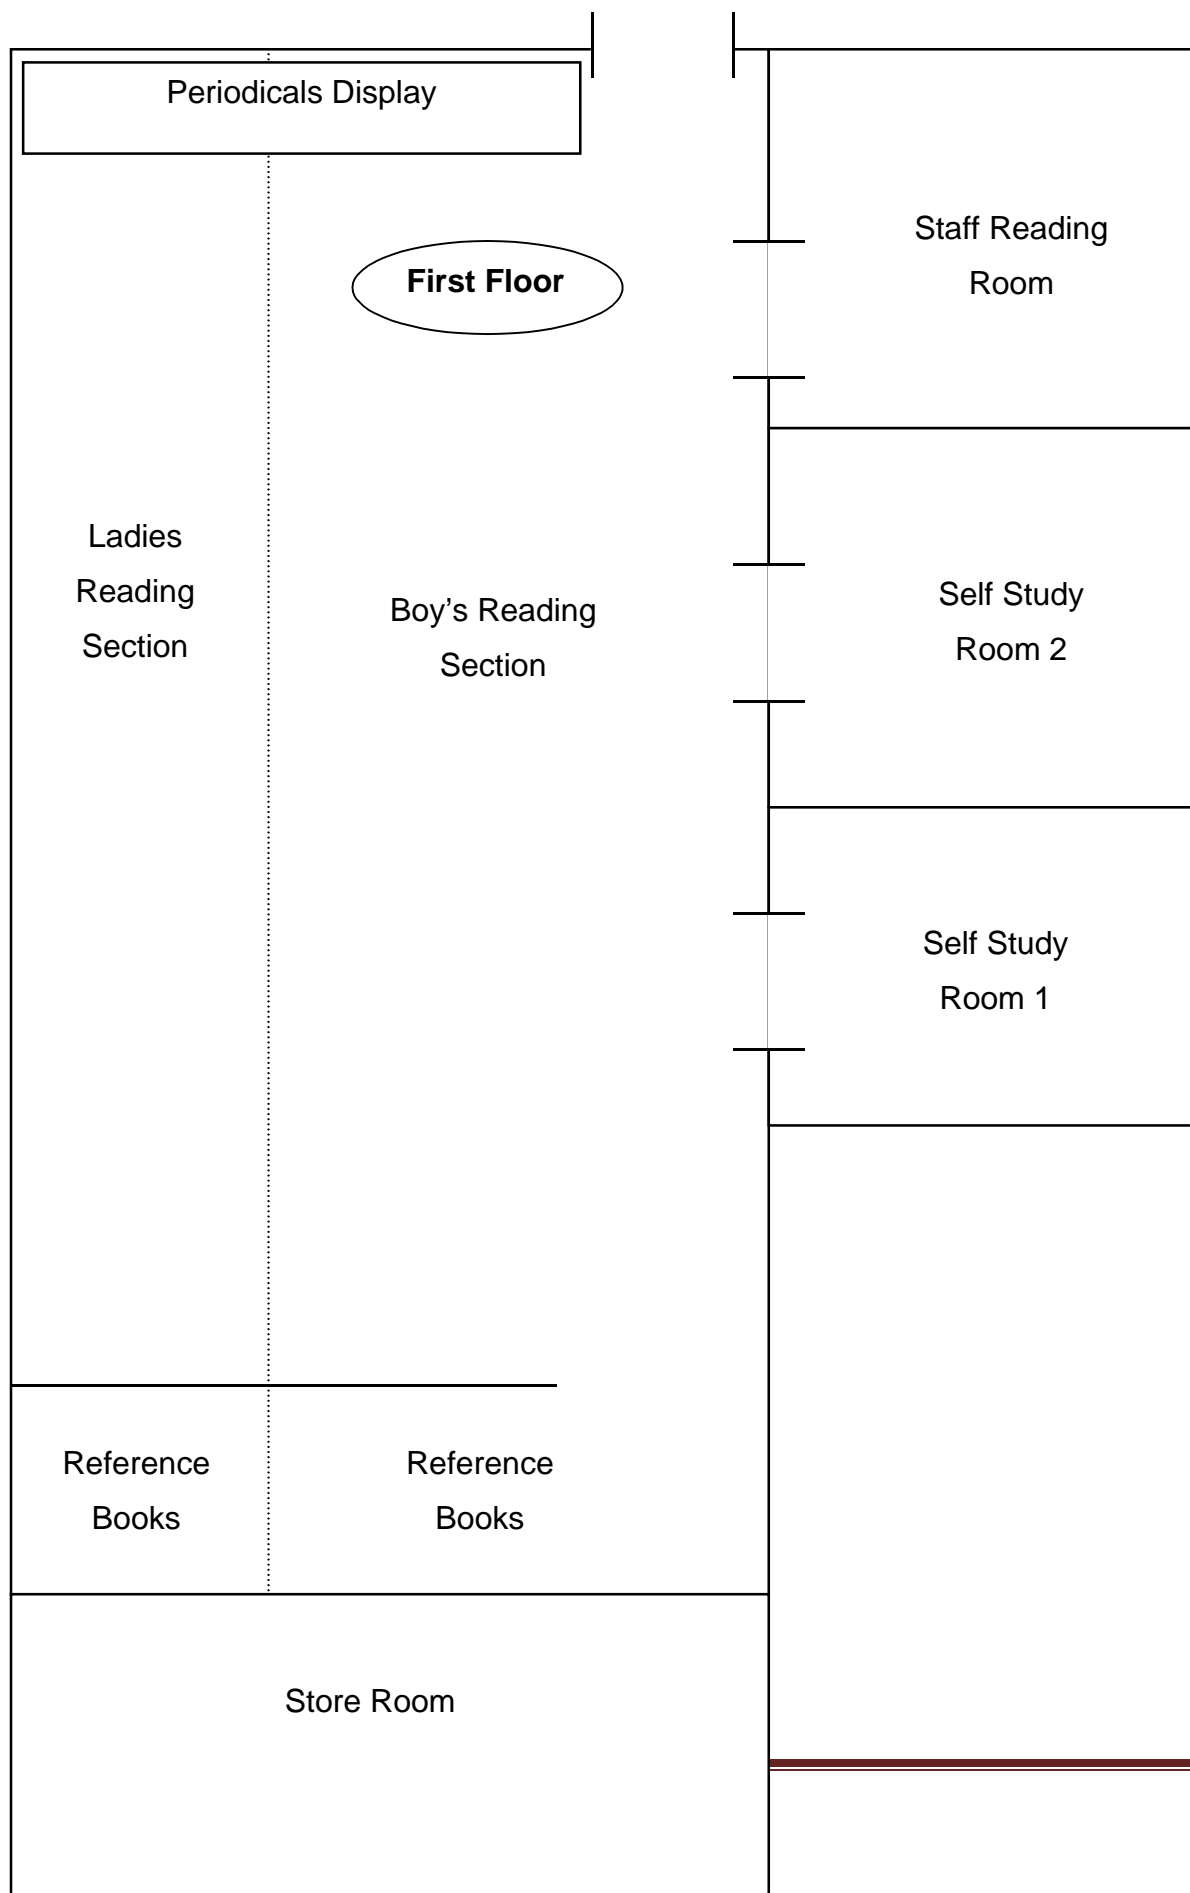 Periodicals Display
Staff Reading
Room
First Floor
Ladies
Reading
Section
Boy’s Reading
Section
Self Study
Room 2
Self Study
Room 1
Reference
Books
Reference
Books
Store Room